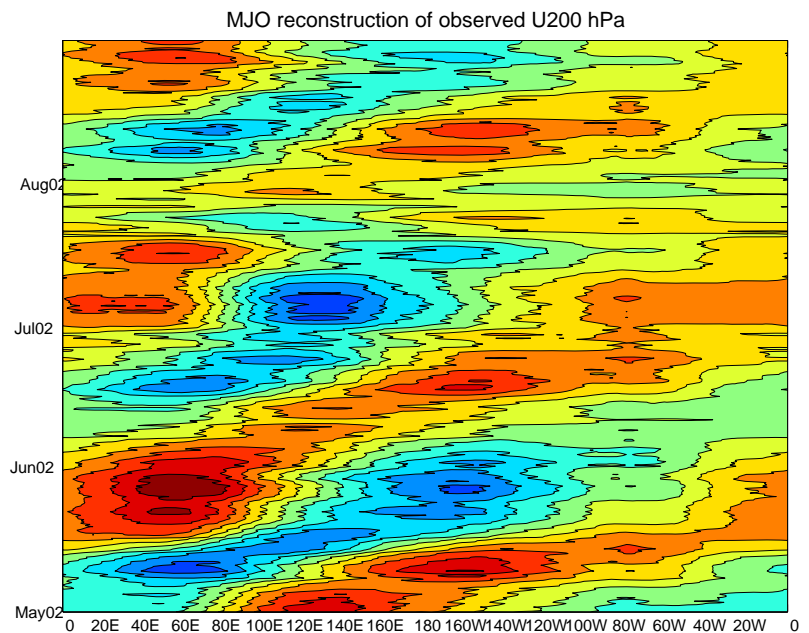 MJO reconstruction of observed U200 hPa
Aug02
Jul02
Jun02
May02
0 20E 40E 60E 80E 100E 120E 140E 160E 180 160W 140W 120W 100W 80W 60W 40W 20W 0